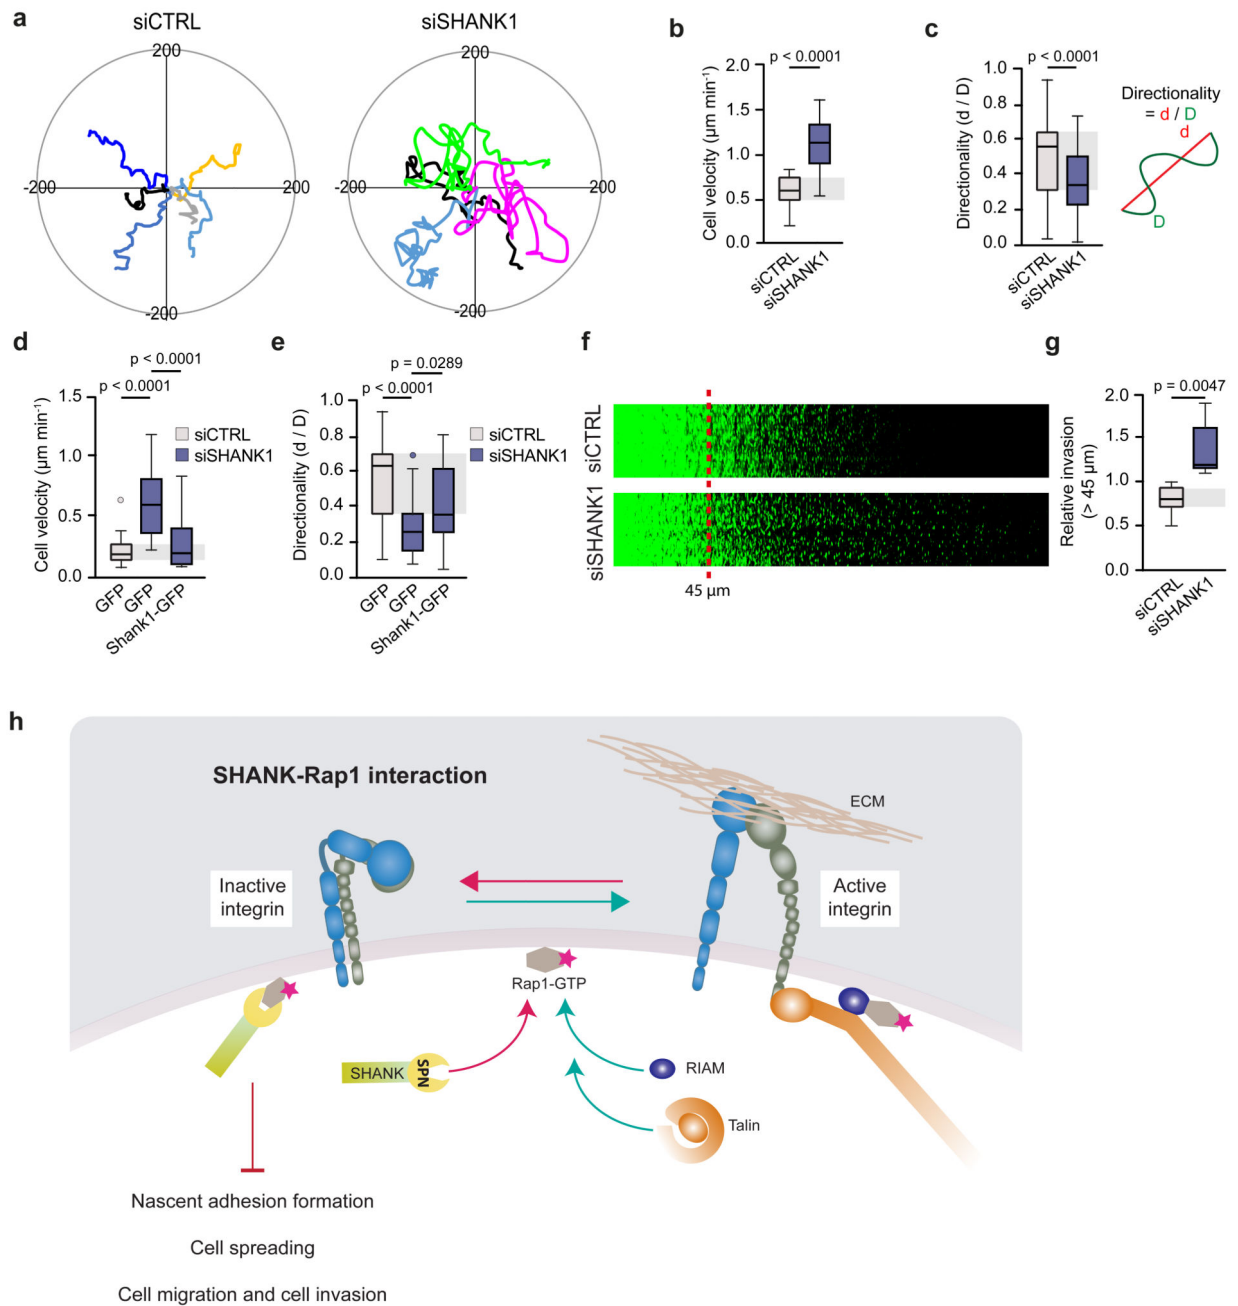 a
siCTRL
200
-200
200
-200
siSHANK1
200
-200
200
-200
b
p < 0.0001
2.0
1.5
1.0
0.5
0.0
Cell velocity (µm min⁻¹)
siCTRL
siSHANK1
c
p < 0.0001
1.0
0.8
0.6
0.4
0.2
0.0
Directionality (d / D)
siCTRL
siSHANK1
Directionality
= d / D
d
D
d
p < 0.0001
p < 0.0001
1.5
1.0
0.5
0.0
Cell velocity (µm min⁻¹)
siCTRL
siSHANK1
GFP
GFP
Shank1-GFP
e
p = 0.0289
p < 0.0001
1.0
0.8
0.6
0.4
0.2
0.0
Directionality (d / D)
siCTRL
siSHANK1
GFP
GFP
Shank1-GFP
f
siCTRL
siSHANK1
45 µm
g
p = 0.0047
2.0
1.5
1.0
0.5
0
Relative invasion
(> 45 µm)
siCTRL
siSHANK1
h
SHANK-Rap1 interaction
ECM
Inactive
integrin
Active
integrin
Rap1-GTP
SHANK
SPN
RIAM
Talin
Nascent adhesion formation
Cell spreading
Cell migration and cell invasion